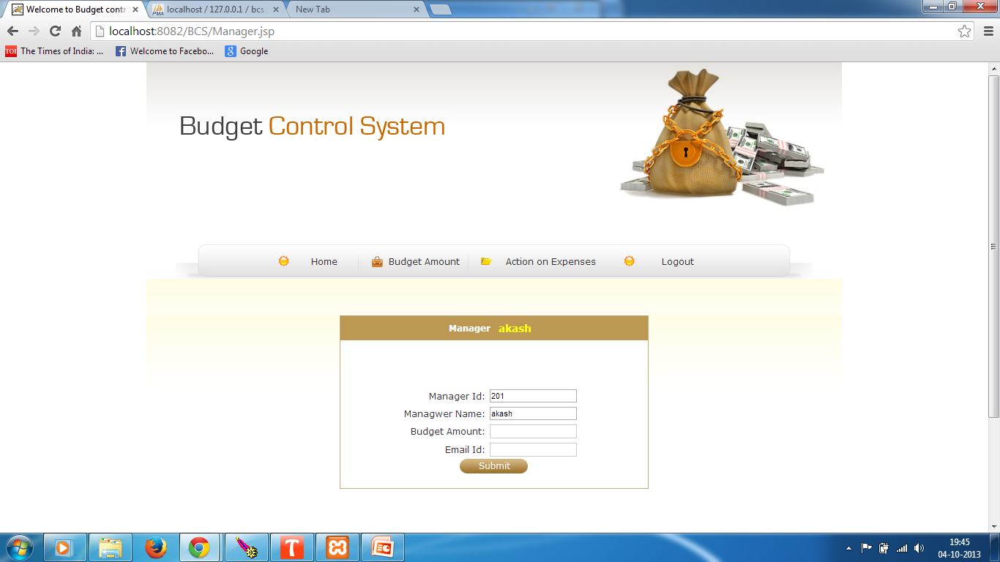 Welcome to Budget contr
localhost / 127.0.0.1 / bcs
New Tab
localhost:8082/BCS/Manager.jsp
TOI The Times of India: ... Welcome to Facebo... Google
Budget Control System
Home Budget Amount Action on Expenses Logout
Manager akash
Manager Id: 201
Managwer Name: akash
Budget Amount:
Email Id:
Submit
19:45
04-10-2013